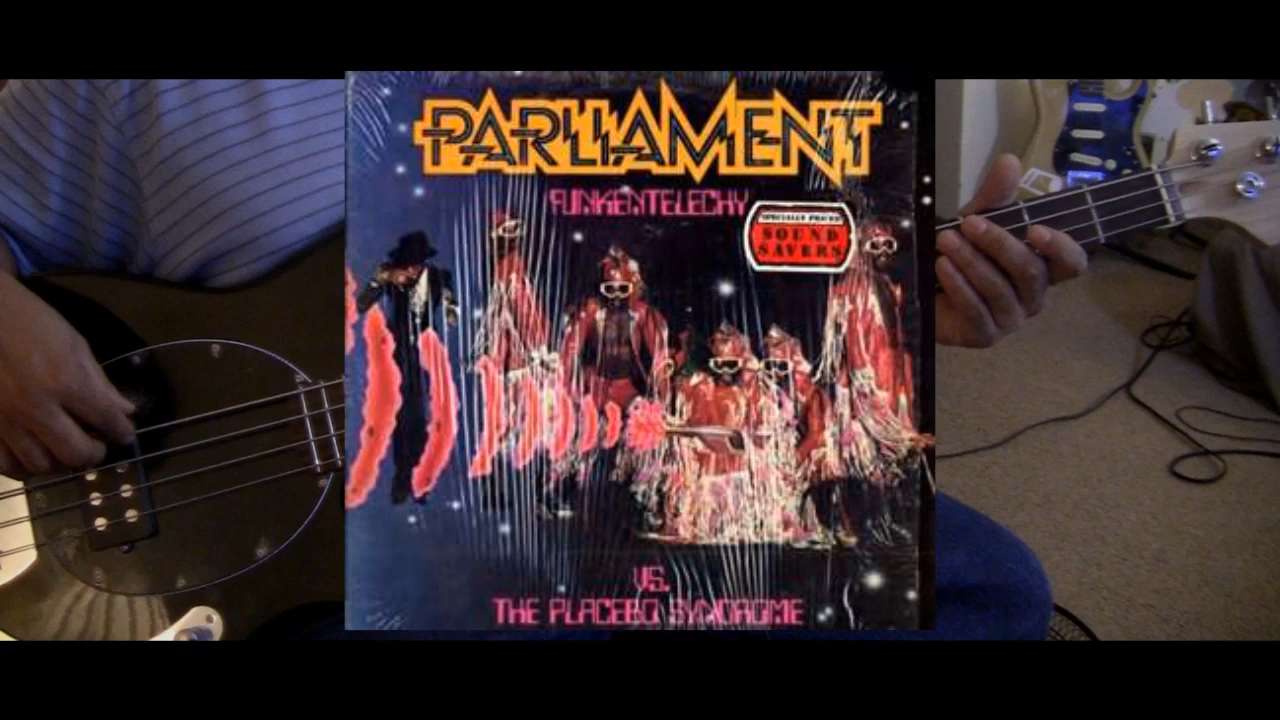 PARLIAMENT
FUNKENTELECHY
SPECIALLY PRICED
SOUND
SAVERS
VS.
THE PLACEBO SYNDROME